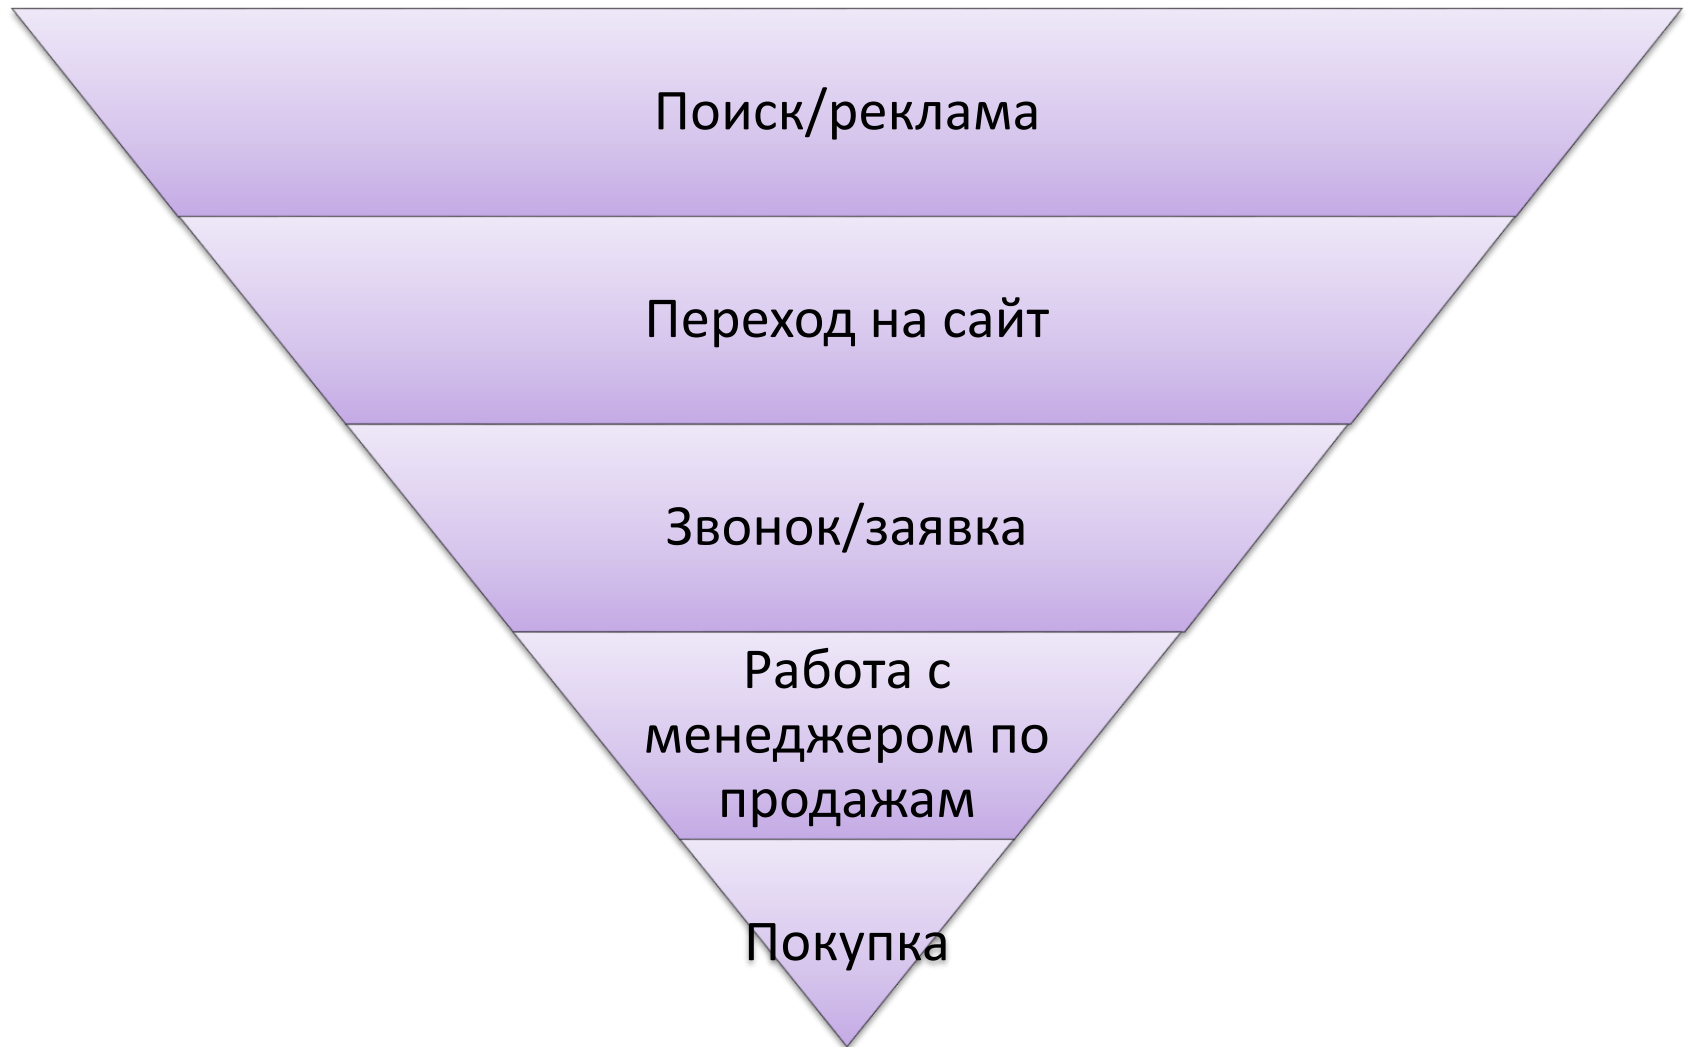 Поиск/реклама
Переход на сайт
Звонок/заявка
Работа с
менеджером по
продажам
Покупка